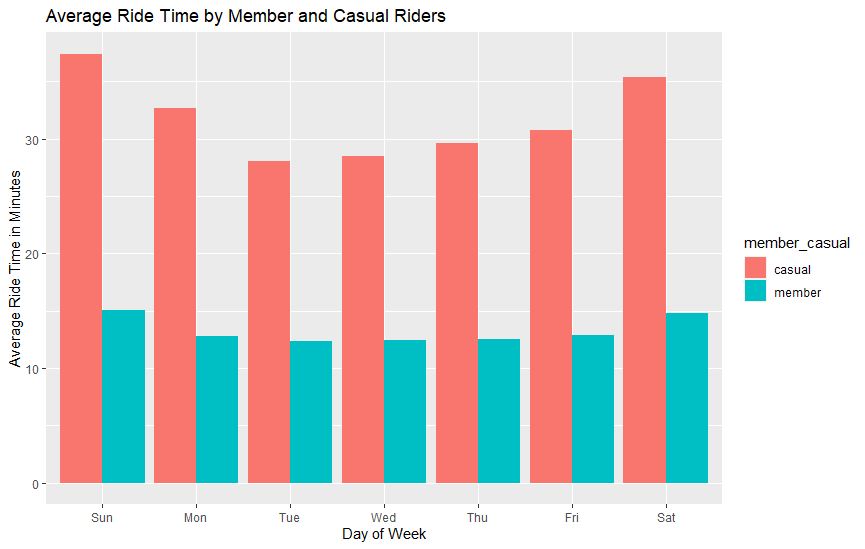 Average Ride Time by Member and Casual Riders
Average Ride Time in Minutes
30
20
10
0
Sun Mon Tue Wed Thu Fri Sat
Day of Week
member_casual
casual
member